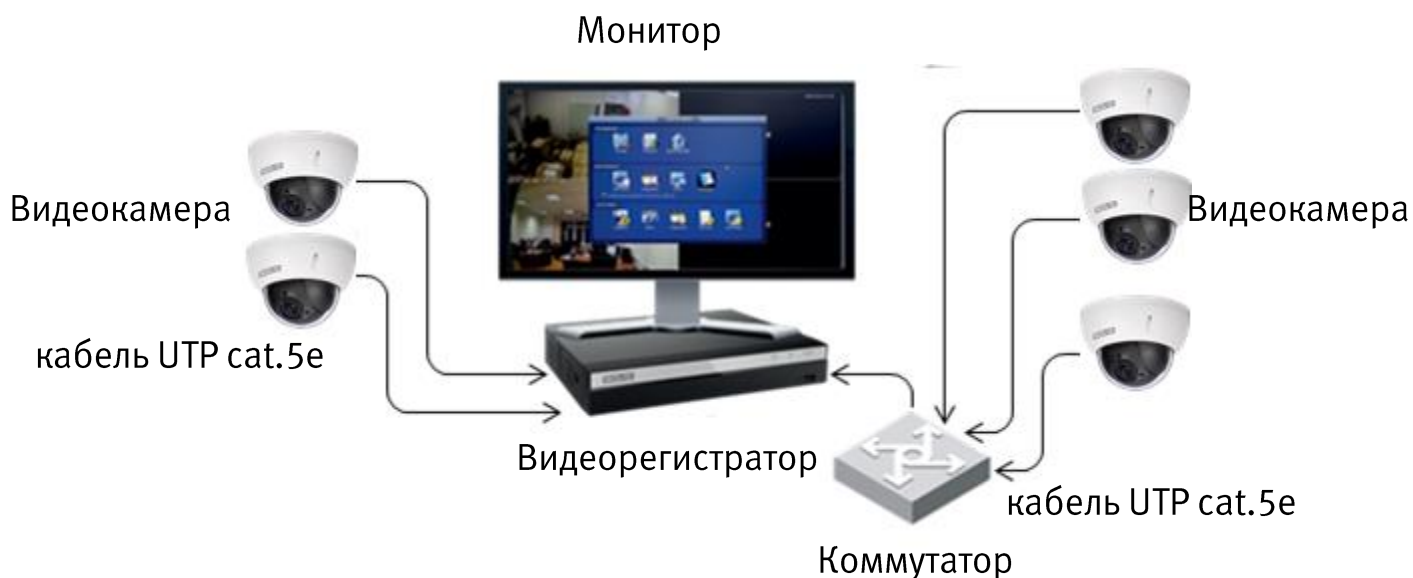 Монитор
Видеокамера
Видеокамера
кабель UTP cat.5e
Видеорегистратор
кабель UTP cat.5e
Коммутатор